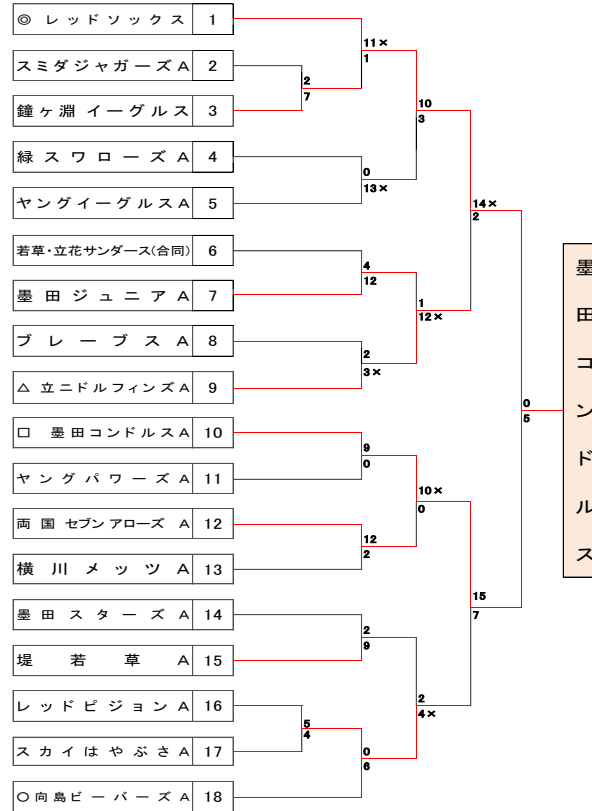 ◎ レッドソックス 1
スミダジャガーズA 2
鐘ヶ淵 イーグルス 3
緑スワローズA 4
ヤングイーグルスA 5
若草・立花サンダース(合同) 6
墨田ジュニアA 7
ブレーブスA 8
△ 立ニドルフィンズA 9
ロ 墨田コンドルスA 10
ヤングパワーズA 11
両国 セブン アローズ A 12
横川メッツA 13
墨田スターズA 14
堤若草A 15
レッドピジョンA 16
スカイはやぶさA 17
○向島ビーバーズA 18
2
7
5
4
11×
1
0
13×
4
12
2
3×
9
0
12
2
2
9
0
6
10
3
1
12×
10×
0
2
4×
14×
2
15
7
0
5
墨
田
コ
ン
ド
ル
ス